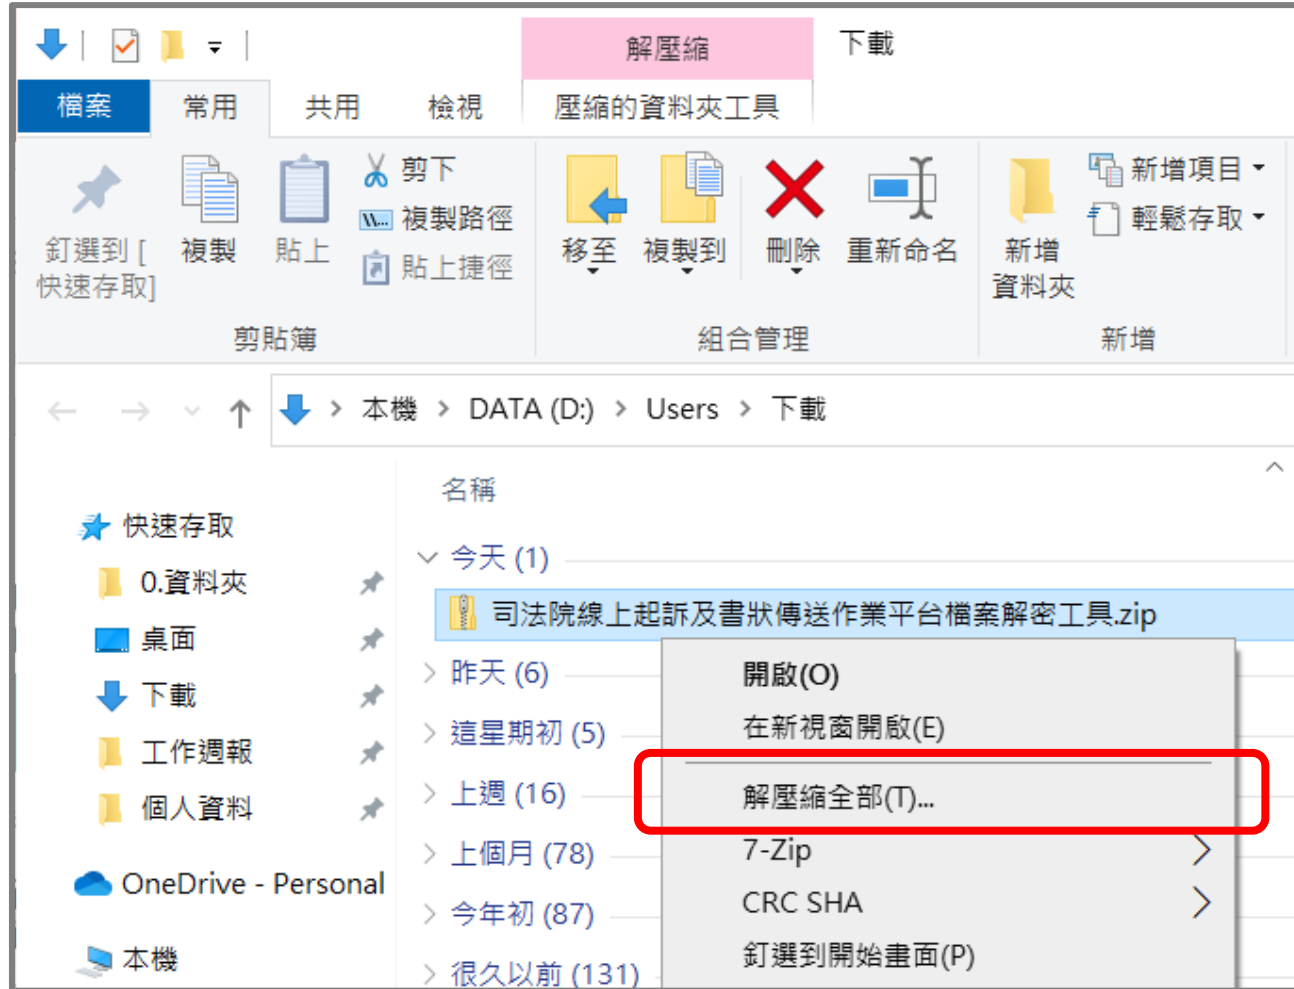 解壓縮
下載
檔案
常用
共用
檢視
壓縮的資料夾工具
釘選到 [
快速存取]
複製
貼上
剪下
複製路徑
貼上捷徑
剪貼簿
移至
複製到
刪除
重新命名
組合管理
新增
資料夾
新增項目
輕鬆存取
新增
本機 > DATA (D:) > Users > 下載
名稱
快速存取
0.資料夾
桌面
下載
工作週報
個人資料
OneDrive - Personal
本機
今天 (1)
司法院線上起訴及書狀傳送作業平台檔案解密工具.zip
昨天 (6)
這星期初 (5)
上週 (16)
上個月 (78)
今年初 (87)
很久以前 (131)
開啟(O)
在新視窗開啟(E)
解壓縮全部(T)...
7-Zip
CRC SHA
釘選到開始畫面(P)